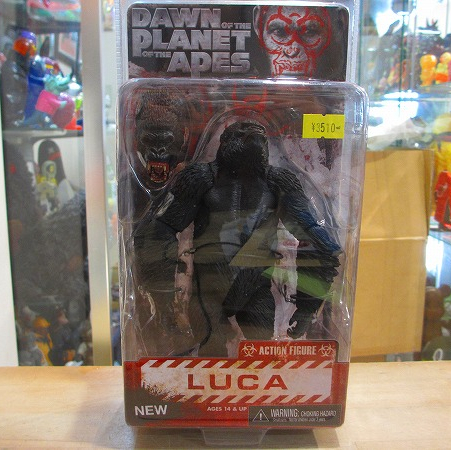 DAWN OF THE
PLANET
OF THE APES
¥3510-
ACTION FIGURE
LUCA
NEW
AGES 14 & UP
WARNING: CHOKING HAZARD